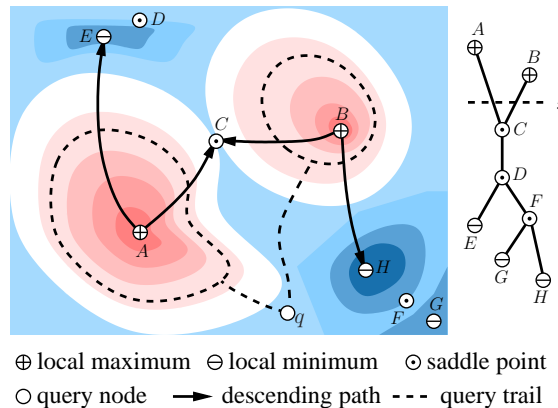 D
A
E
B
B
C
C
D
F
A
E
H
G
G
F
H
q
local maximum local minimum saddle point
query node descending path query trail